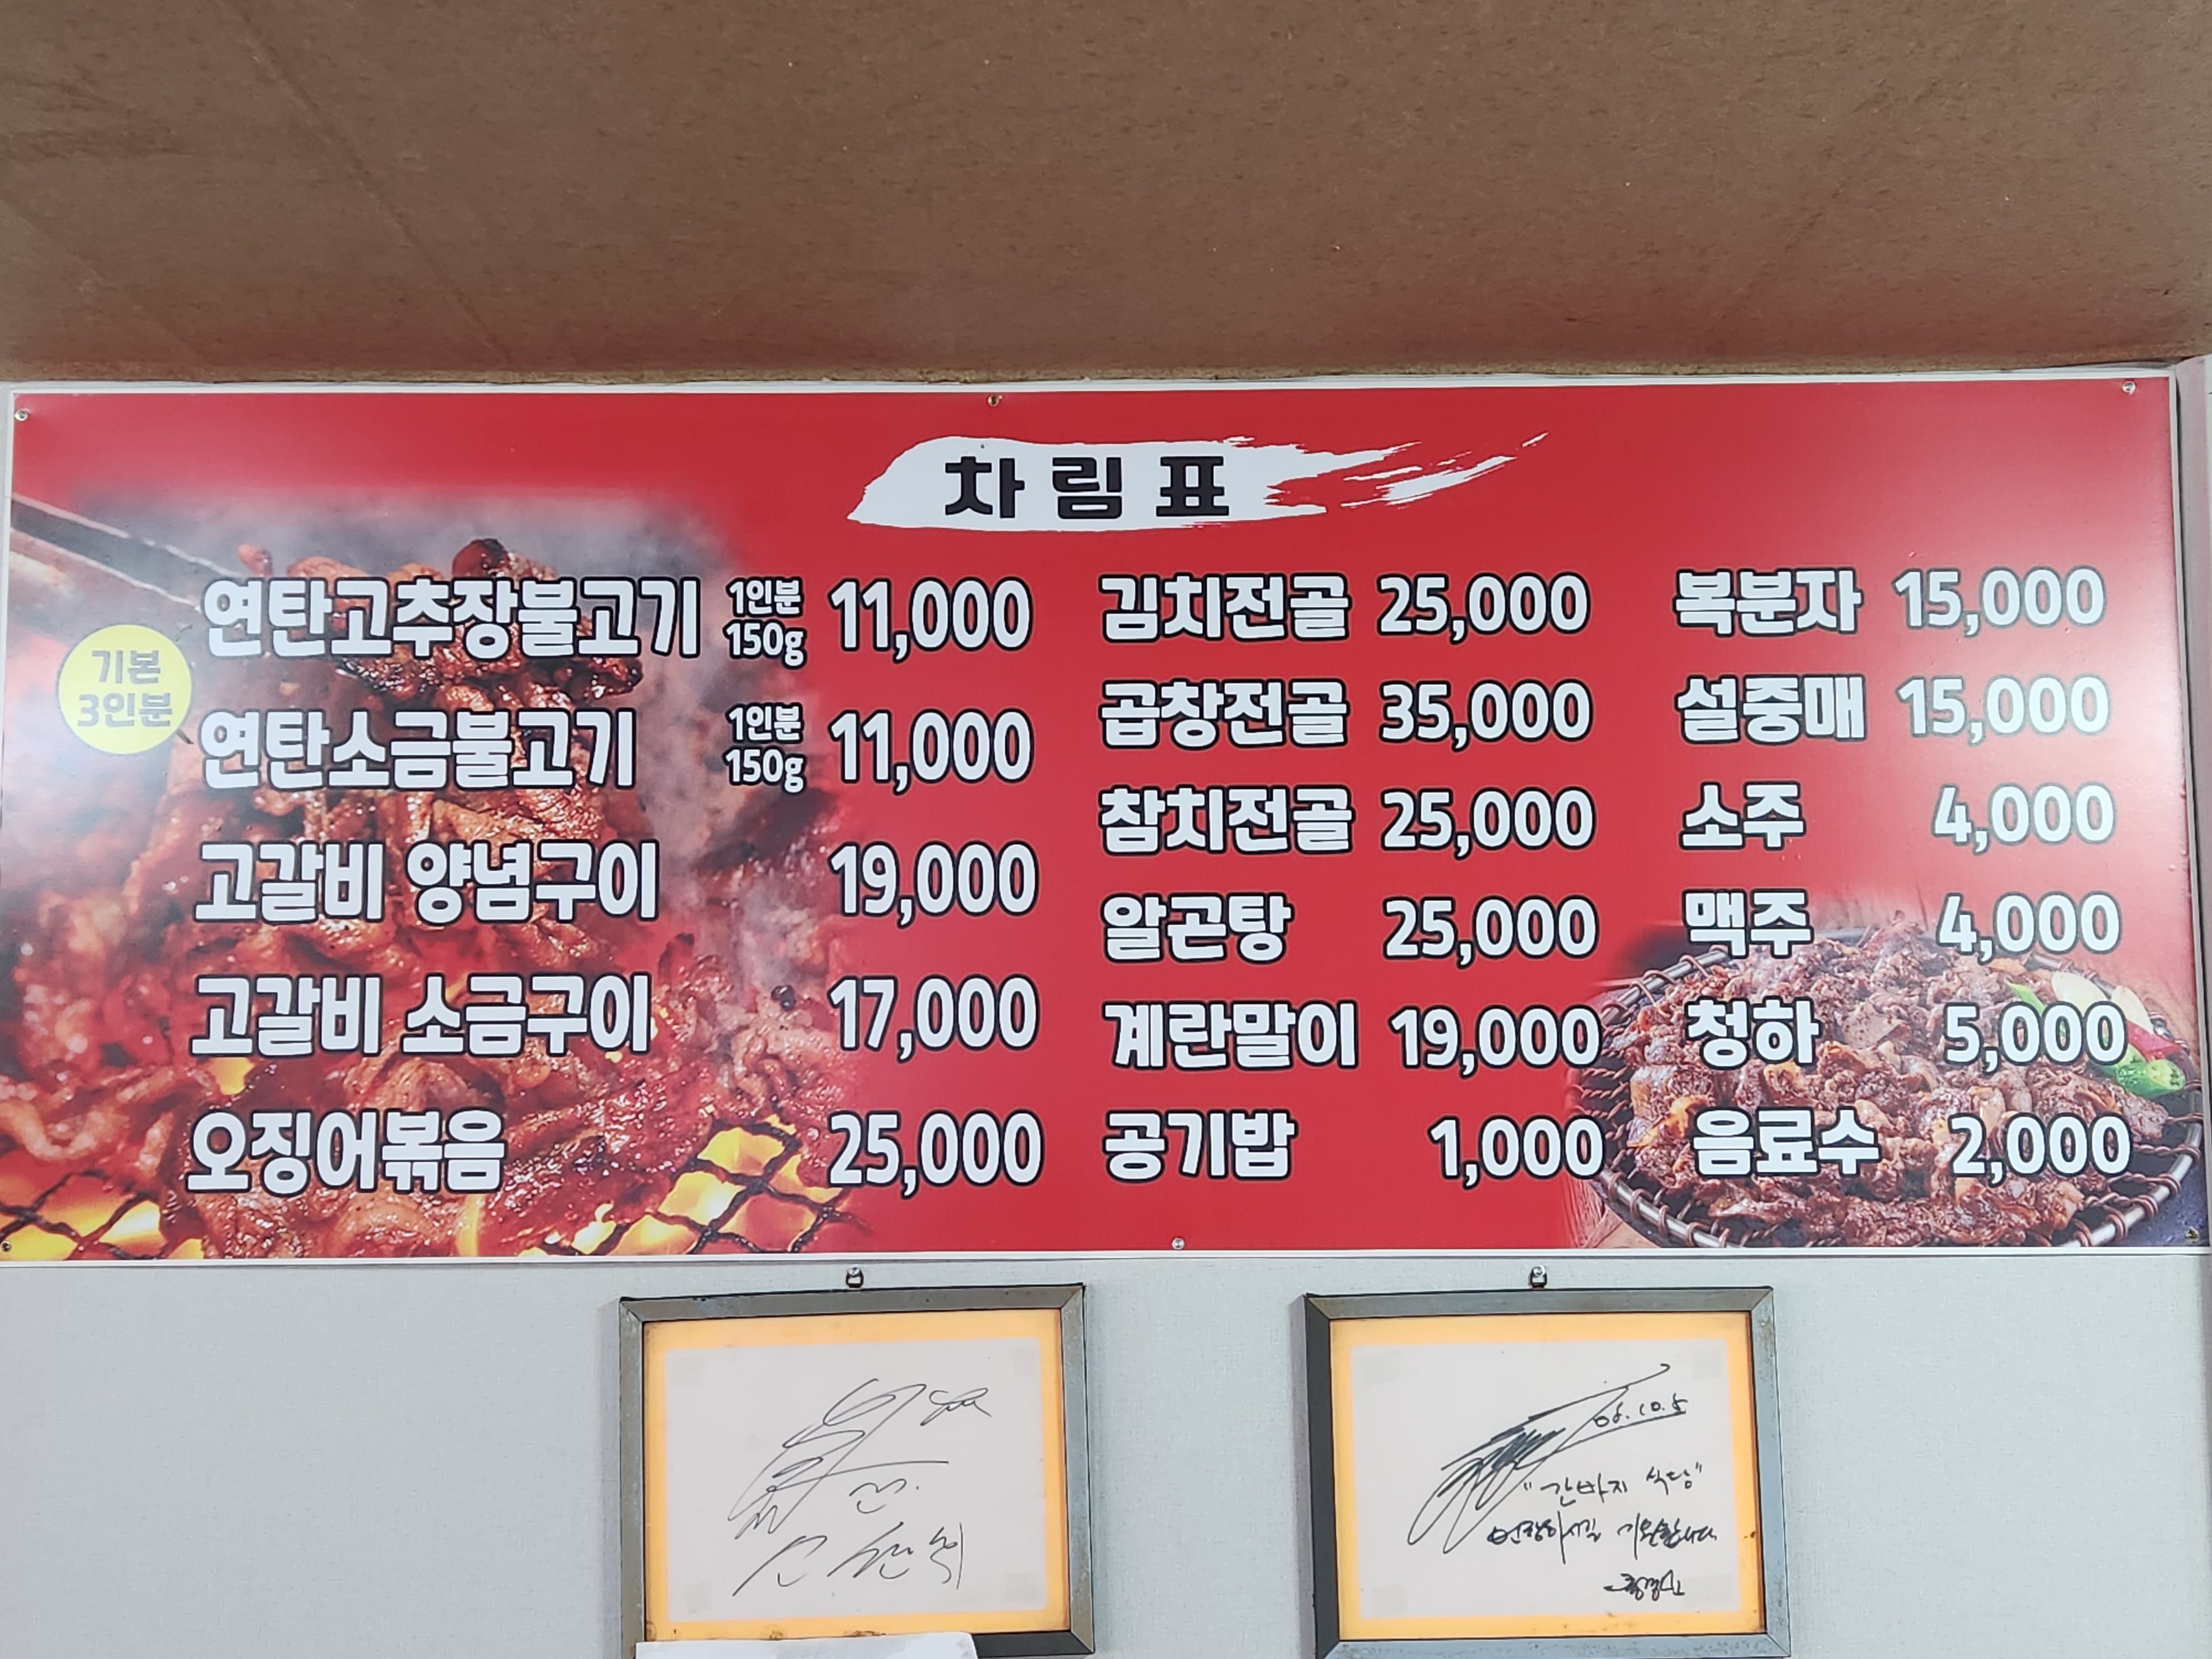 차림표
기본
3인분
연탄고추장불고기 1인분 150g 11,000
연탄소금불고기 1인분 150g 11,000
고갈비 양념구이 19,000
고갈비 소금구이 17,000
오징어볶음 25,000
김치전골 25,000
곱창전골 35,000
참치전골 25,000
알곤탕 25,000
계란말이 19,000
공기밥 1,000
복분자 15,000
설중매 15,000
소주 4,000
맥주 4,000
청하 5,000
음료수 2,000
"간바지 식당"